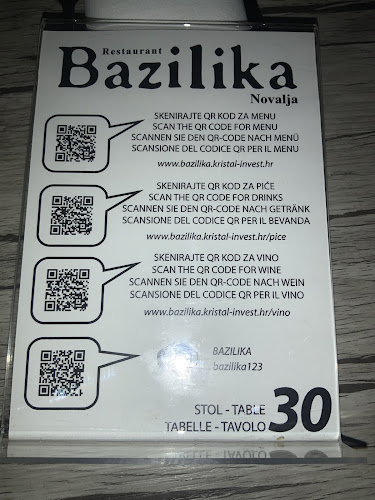 Restaurant
Bazilika
Novalja
SKENIRAJTE QR KOD ZA MENU
SCAN THE QR CODE FOR MENU
SCANNEN SIE DEN QR-CODE NACH MENÜ
SCANSIONE DEL CODICE QR PER IL MENU
www.bazilika.kristal-invest.hr
SKENIRAJTE QR KOD ZA PIĆE
SCAN THE QR CODE FOR DRINKS
SCANNEN SIE DEN QR-CODE NACH GETRÄNK
SCANSIONE DEL CODICE QR PER IL BEVANDA
www.bazilika.kristal-invest.hr/pice
SKENIRAJTE QR KOD ZA VINO
SCAN THE QR CODE FOR WINE
SCANNEN SIE DEN QR-CODE NACH WEIN
SCANSIONE DEL CODICE QR PER IL VINO
www.bazilika.kristal-invest.hr/vino
BAZILIKA
bazilika123
STOL - TABLE
TABELLE - TAVOLO
30